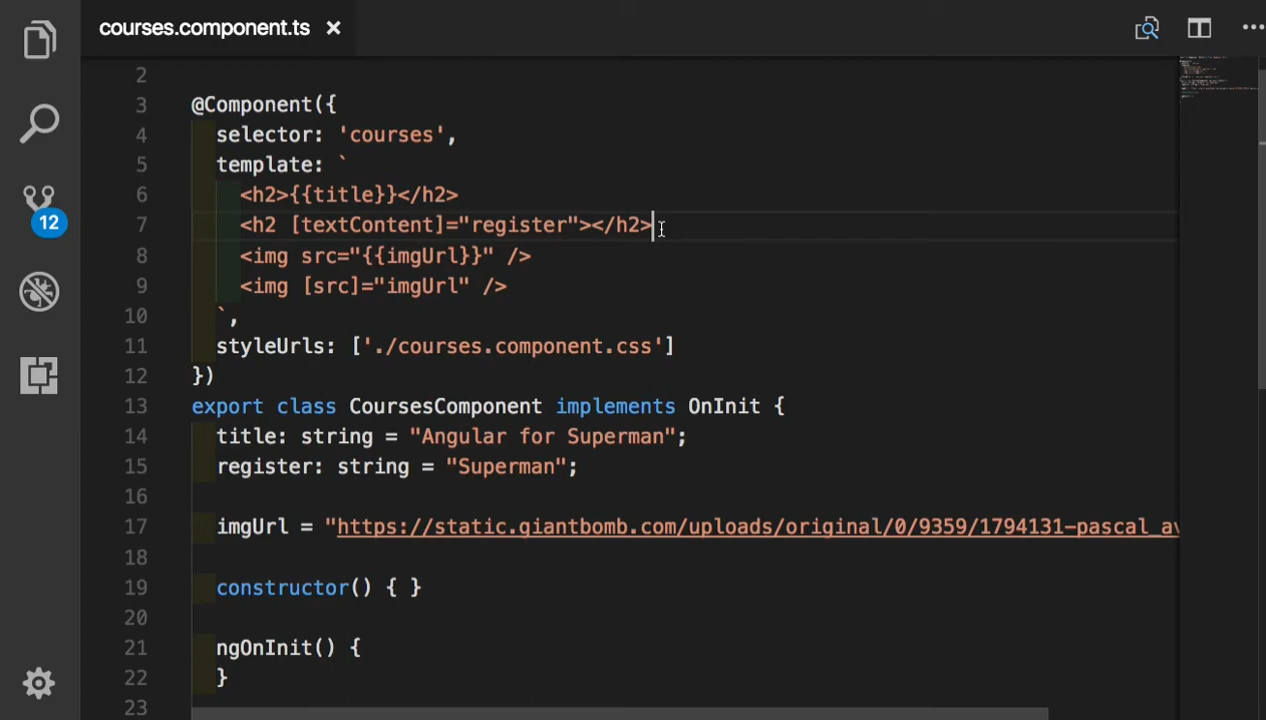 courses.component.ts ×
2
3 @Component({
4 selector: 'courses',
5 template: `
6 <h2>{{title}}</h2>
7 <h2 [textContent]="register"></h2>
8 <img src="{{imgUrl}}" />
9 <img [src]="imgUrl" />
10 `,
11 styleUrls: ['./courses.component.css']
12 })
13 export class CoursesComponent implements OnInit {
14 title: string = "Angular for Superman";
15 register: string = "Superman";
16
17 imgUrl = "https://static.giantbomb.com/uploads/original/0/9359/1794131-pascal_av
18
19 constructor() { }
20
21 ngOnInit() {
22 }
23
12